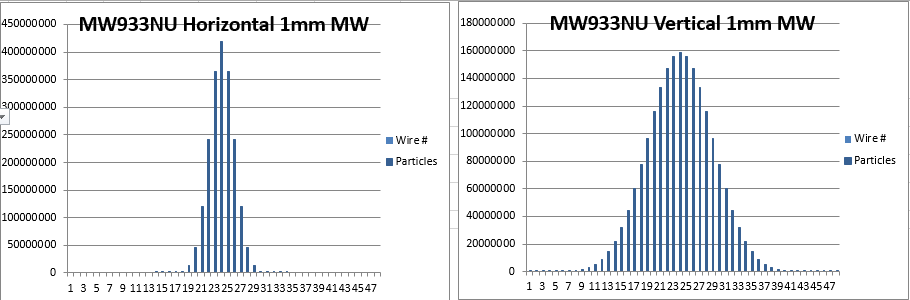 MW933NU Horizontal 1mm MW
450000000
400000000
350000000
300000000
250000000
200000000
150000000
100000000
50000000
0
1 3 5 7 9 11 13 15 17 19 21 23 25 27 29 31 33 35 37 39 41 43 45 47
Wire #
Particles
MW933NU Vertical 1mm MW
180000000
160000000
140000000
120000000
100000000
80000000
60000000
40000000
20000000
0
1 3 5 7 9 11 13 15 17 19 21 23 25 27 29 31 33 35 37 39 41 43 45 47
Wire #
Particles